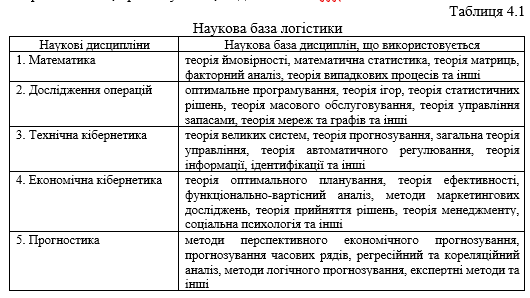 Таблиця 4.1
Наукова база логістики
Наукові дисципліни
Наукова база дисциплін, що використовується
1. Математика
теорія ймовірності, математична статистика, теорія матриць,
факторний аналіз, теорія випадкових процесів та інші
2. Дослідження операцій
оптимальне програмування, теорія ігор, теорія статистичних
рішень, теорія масового обслуговування, теорія управління
запасами, теорія мереж та графів та інші
3. Технічна кібернетика
теорія великих систем, теорія прогнозування, загальна теорія
управління, теорія автоматичного регулювання, теорія
інформації, ідентифікації та інші
4. Економічна кібернетика
теорія оптимального планування, теорія ефективності,
функціонально-вартісний аналіз, методи маркетингових
досліджень, теорія прийняття рішень, теорія менеджменту,
соціальна психологія та інші
5. Прогностика
методи перспективного економічного прогнозування,
прогнозування часових рядів, регресійний та кореляційний
аналіз, методи логічного прогнозування, експертні методи та
інші